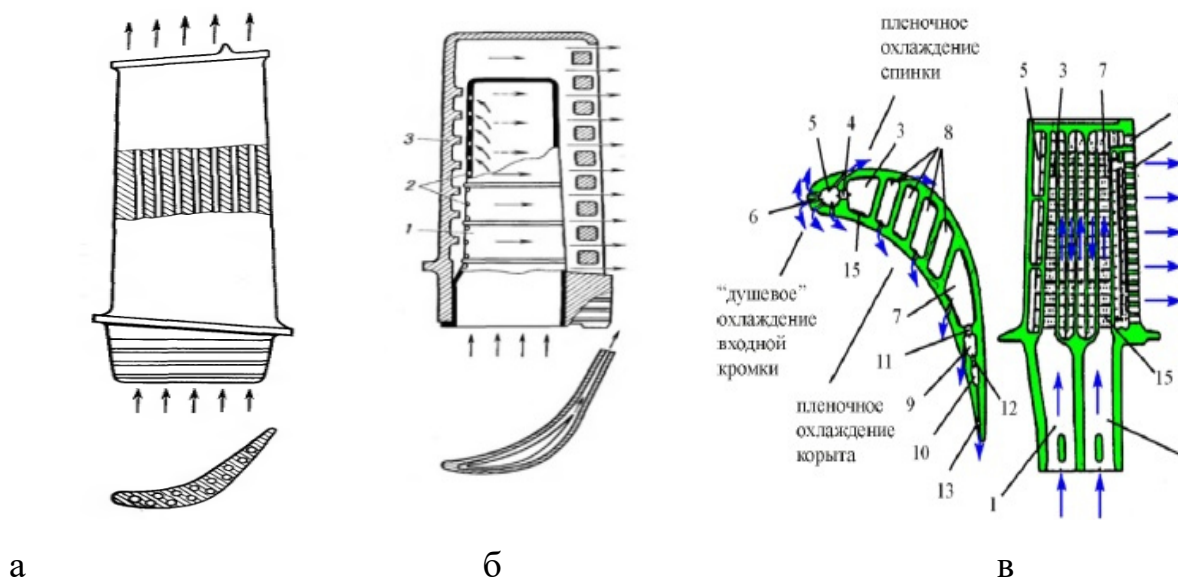 пленочное
охлаждение
спинки
5 4 3 8
6
15
"душевое"
охлаждение
входной
кромки
7
11
9
12
10
13
пленочное
охлаждение
корыта
3
2
1
5 3 7
15
1
а б в